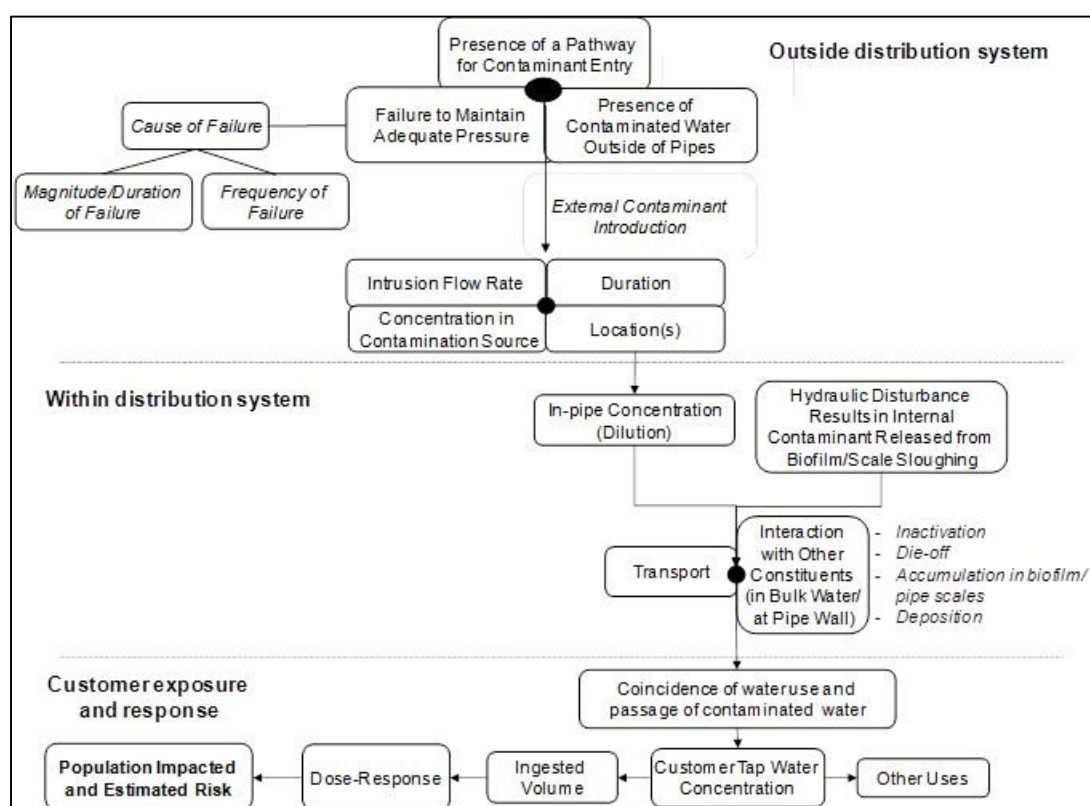 Presence of a Pathway
for Contaminant Entry
Outside distribution system
Cause of Failure
Failure to Maintain
Adequate Pressure
Presence of
Contaminated Water
Outside of Pipes
Magnitude/Duration
of Failure
Frequency of
Failure
External Contaminant
Introduction
Intrusion Flow Rate
Duration
Concentration in
Contamination Source
Location(s)
Within distribution system
In-pipe Concentration
(Dilution)
Hydraulic Disturbance
Results in Internal
Contaminant Released from
Biofilm/Scale Sloughing
Transport
Interaction
with Other
Constituents
(in Bulk Water/
at Pipe Wall)
- Inactivation
- Die-off
- Accumulation in biofilm/
pipe scales
- Deposition
Customer exposure
and response
Coincidence of water use and
passage of contaminated water
Population Impacted
and Estimated Risk
Dose-Response
Ingested
Volume
Customer Tap Water
Concentration
Other Uses